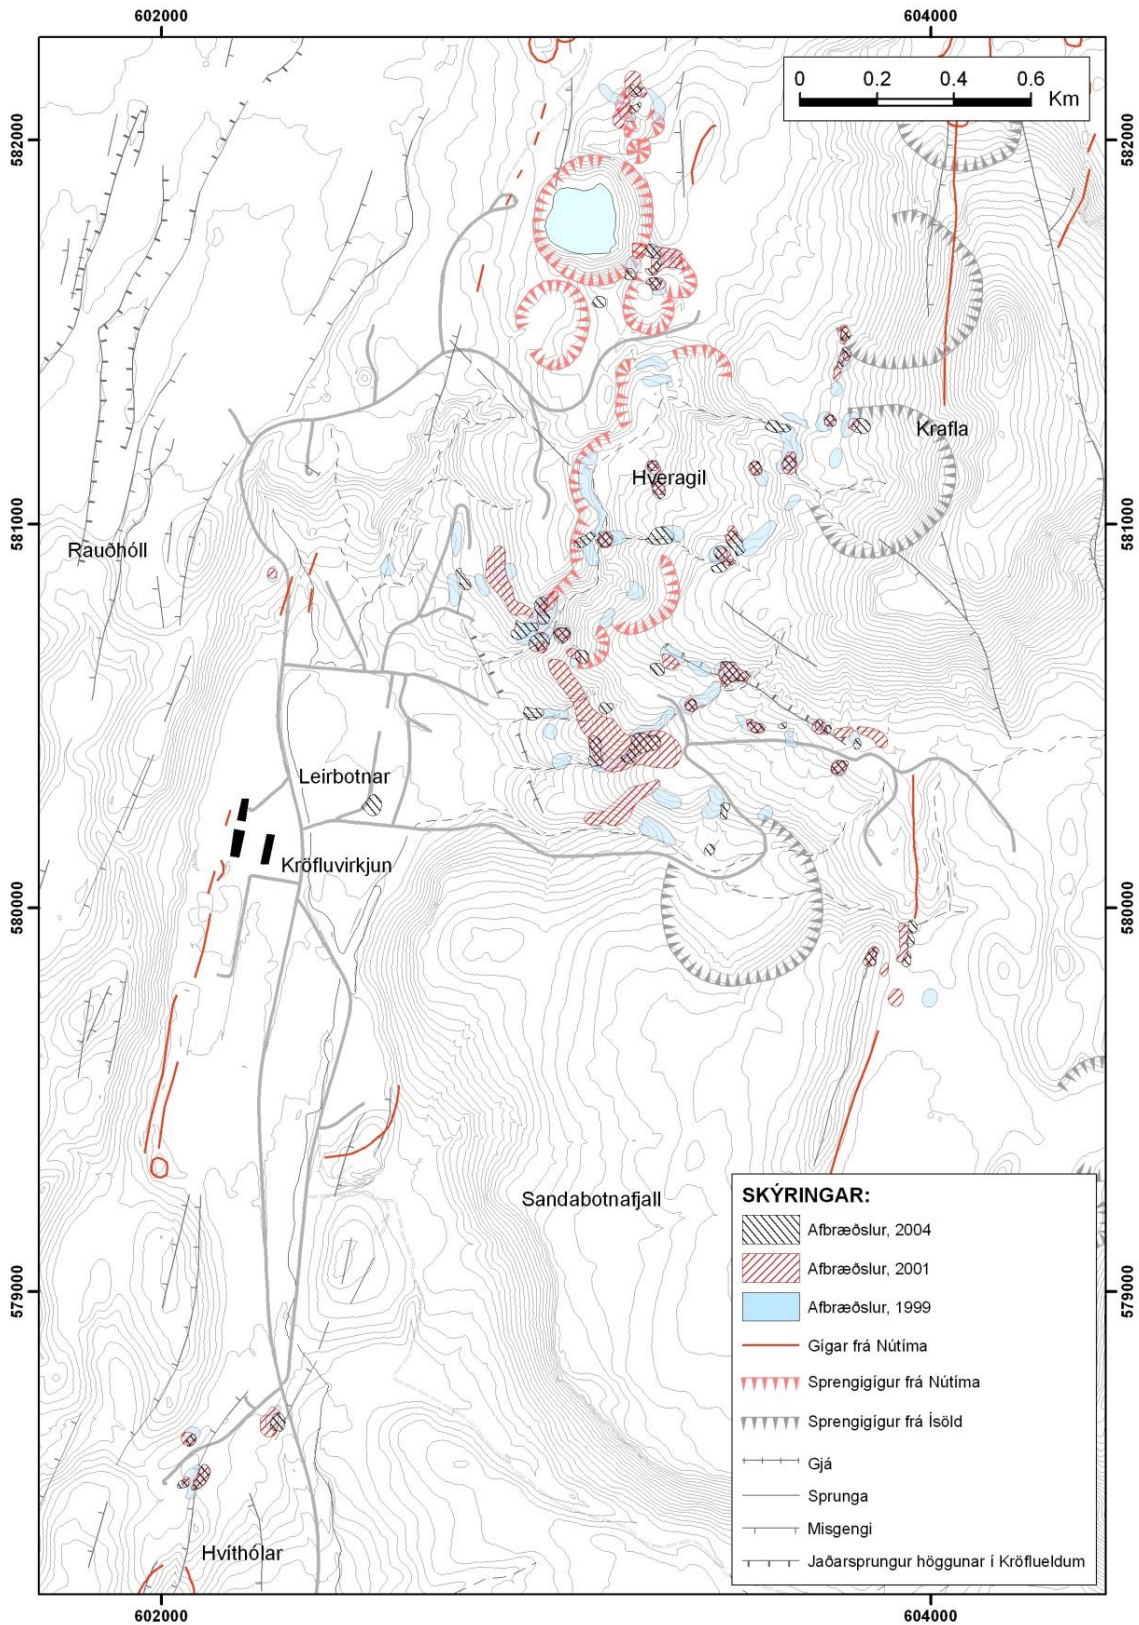 602000
604000
0 0.2 0.4 0.6
Km
582000
582000
Krafla
Hveragil
581000
581000
Rauðhóll
Leirbotnar
Kröfluvirkjun
580000
580000
Sandabotnafjall
SKÝRINGAR:
Afbræðslur, 2004
Afbræðslur, 2001
Afbræðslur, 1999
Gígar frá Nútíma
Sprengigígur frá Nútíma
Sprengigígur frá Ísöld
Gjá
Sprunga
Misgengi
Jaðarsprungur höggunar í Kröflueldum
579000
579000
Hvíthólar
602000
604000